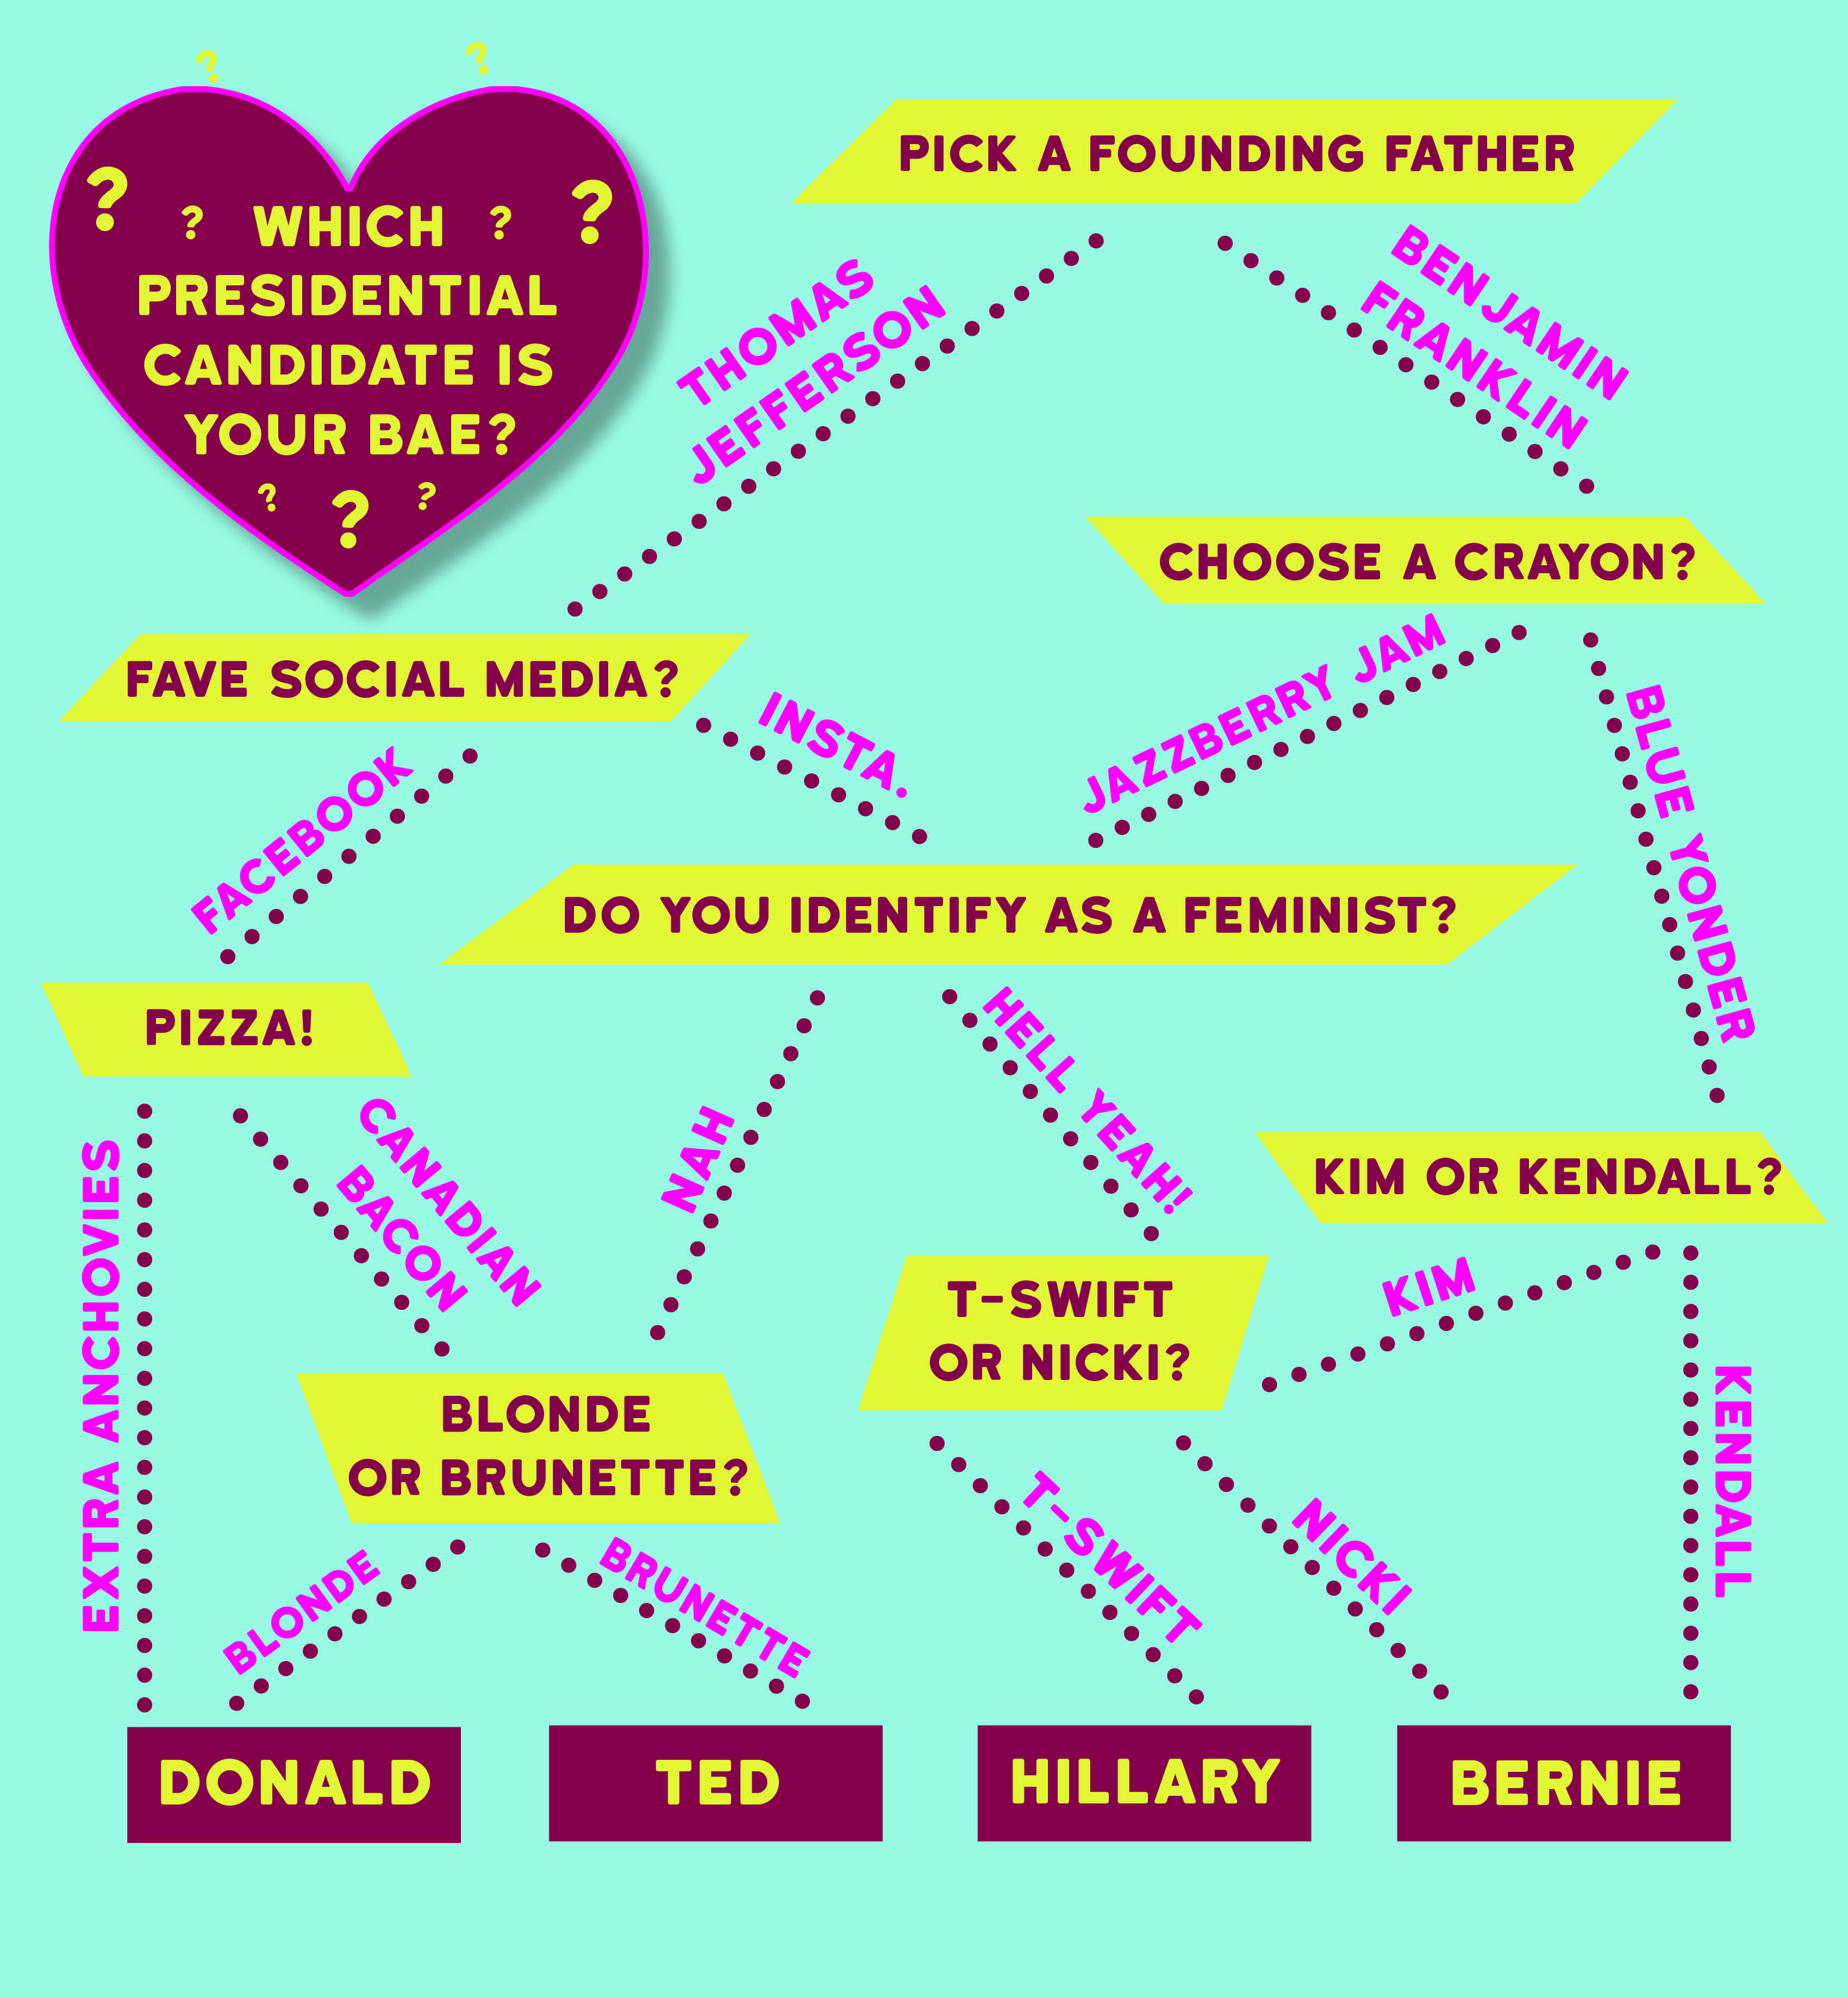 ?
?
?
? WHICH ?
?
PRESIDENTIAL
CANDIDATE IS
YOUR BAE?
?
?
?
PICK A FOUNDING FATHER
THOMAS
JEFFERSON
BENJAMIN
FRANKLIN
CHOOSE A CRAYON?
FAVE SOCIAL MEDIA?
INSTA.
JAZZBERRY JAM
BLUE YONDER
FACEBOOK
DO YOU IDENTIFY AS A FEMINIST?
PIZZA!
NAH
HELL YEAH!
EXTRA ANCHOVIES
CANADIAN
BACON
KIM OR KENDALL?
T-SWIFT
OR NICKI?
KIM
KENDALL
BLONDE
OR BRUNETTE?
BLONDE
BRUNETTE
T-SWIFT
NICKI
DONALD
TED
HILLARY
BERNIE